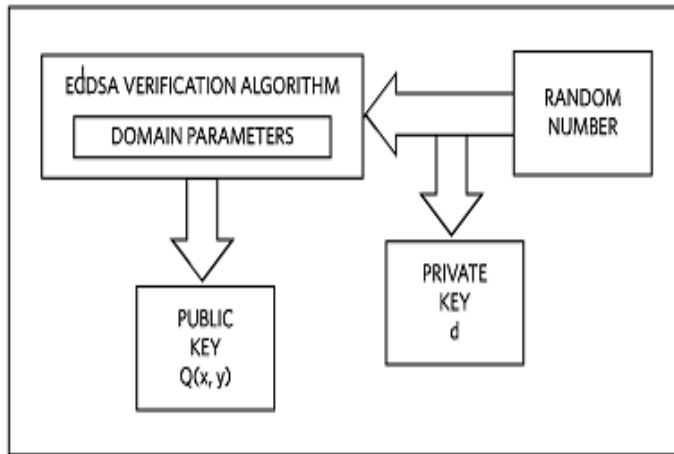 EdDSA VERIFICATION ALGORITHM
DOMAIN PARAMETERS
RANDOM
NUMBER
PUBLIC
KEY
Q(x, y)
PRIVATE
KEY
d